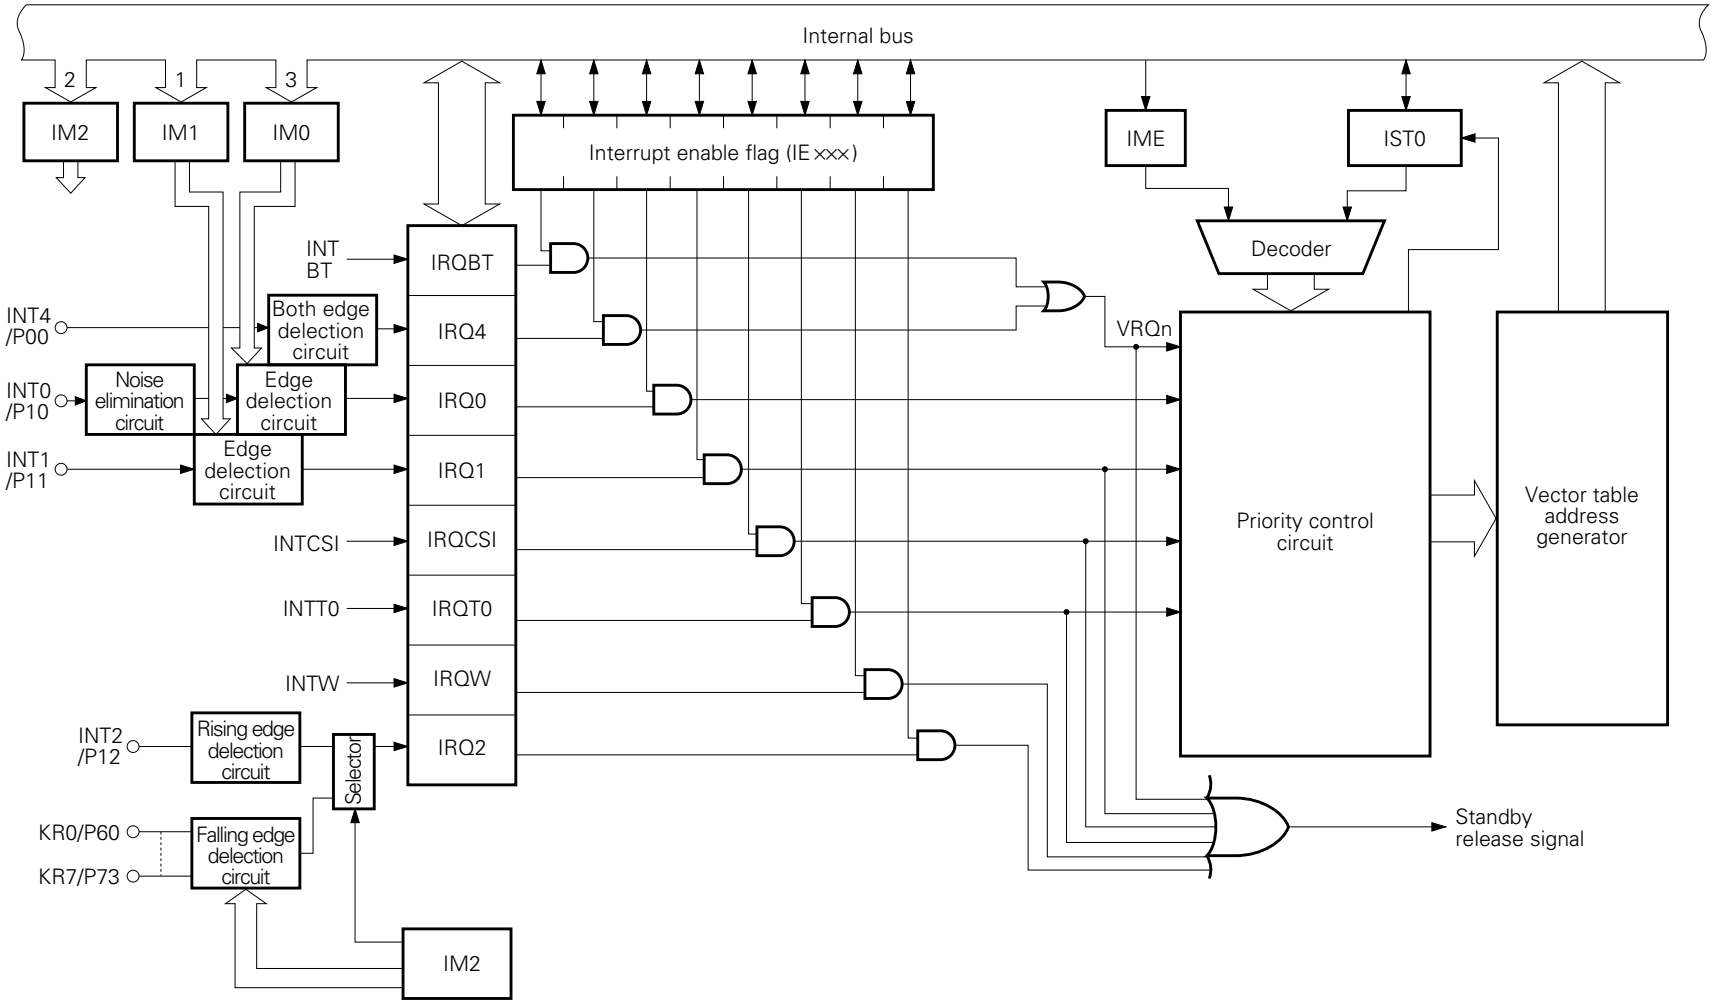 Internal bus
2
1
3
IM2
IM1
IM0
Interrupt enable flag (IE×××)
IME
IST0
Decoder
INT
BT
IRQBT
INT4
/P00
Both edge
delection
circuit
IRQ4
VRQn
INT0
/P10
Noise
elimination
circuit
Edge
delection
circuit
IRQ0
INT1
/P11
Edge
delection
circuit
IRQ1
Priority control
circuit
Vector table
address
generator
INTCSI
IRQCSI
INTT0
IRQT0
INTW
IRQW
INT2
/P12
Rising edge
delection
circuit
Selector
IRQ2
KR0/P60
KR7/P73
Falling edge
delection
circuit
Standby
release signal
IM2